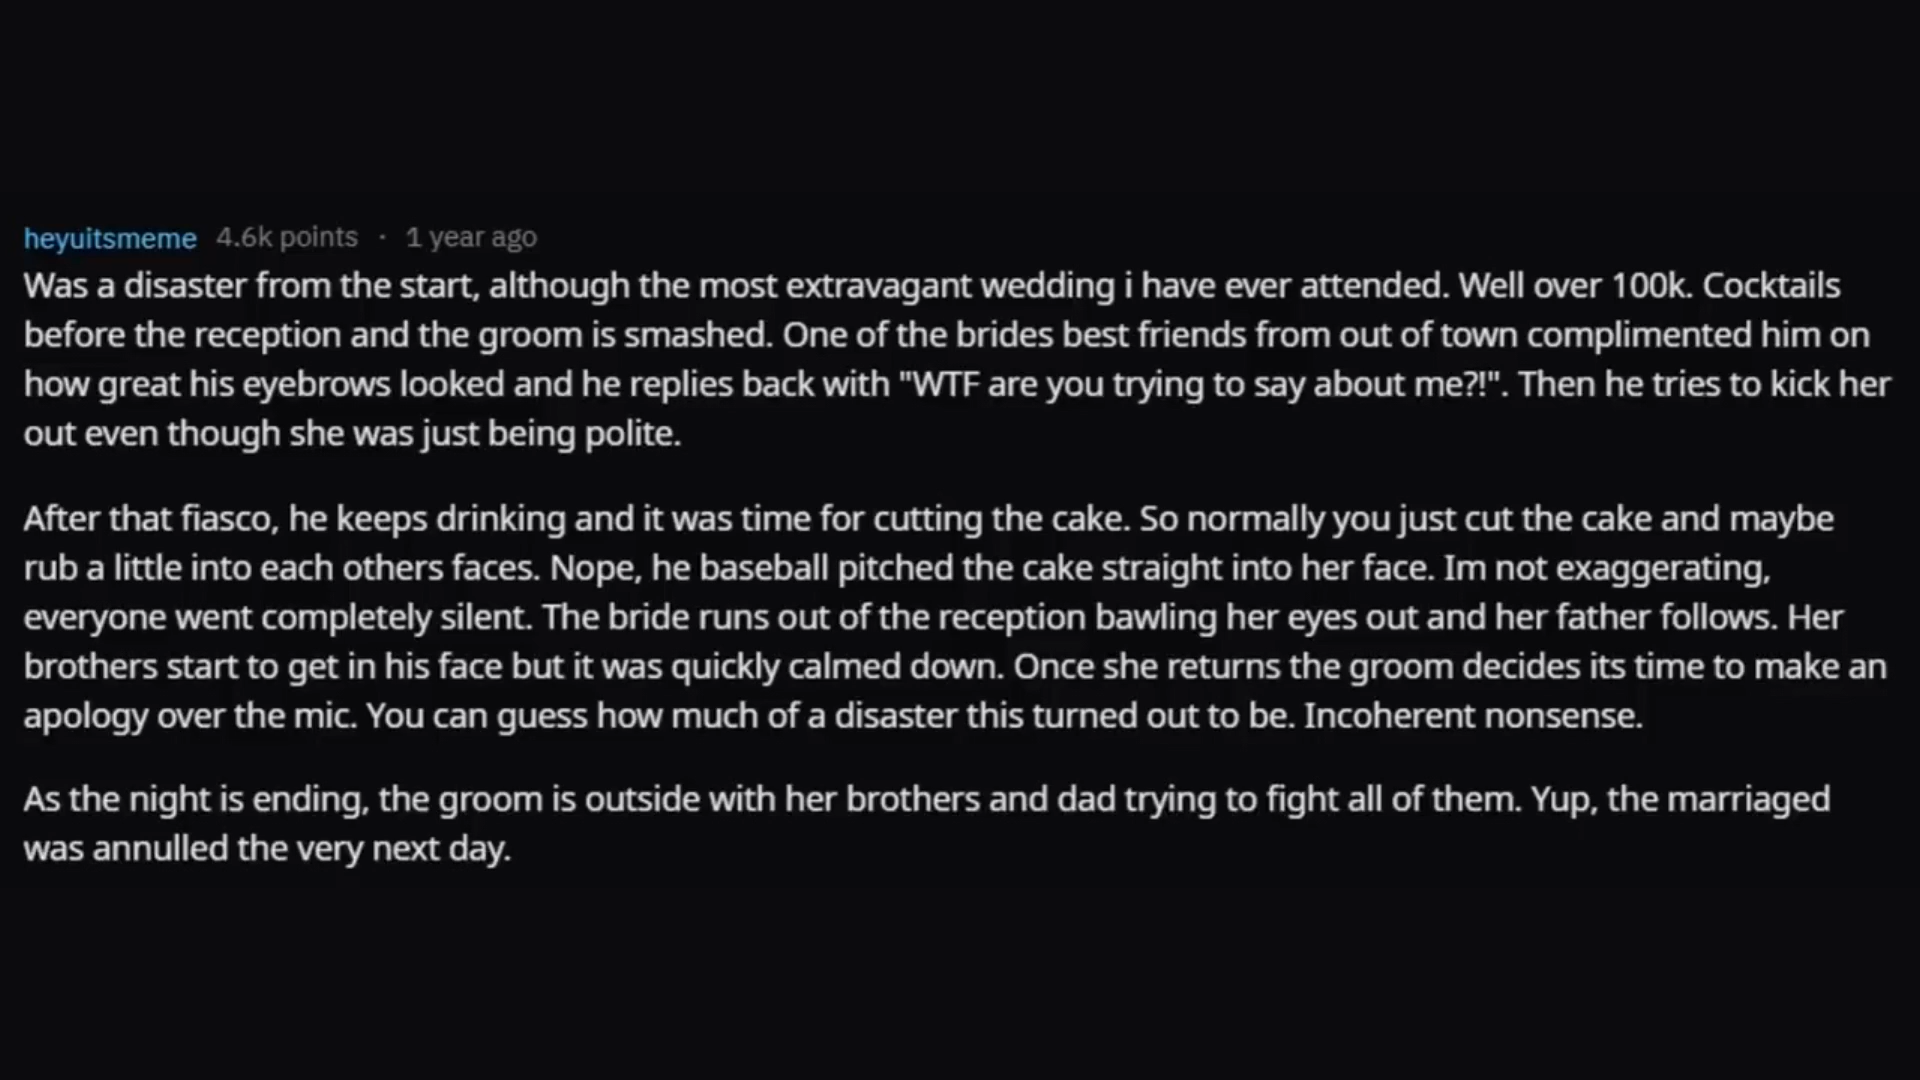 heyuitsmeme 4.6k points · 1 year ago
Was a disaster from the start, although the most extravagant wedding i have ever attended. Well over 100k. Cocktails
before the reception and the groom is smashed. One of the brides best friends from out of town complimented him on
how great his eyebrows looked and he replies back with "WTF are you trying to say about me?!". Then he tries to kick her
out even though she was just being polite.
After that fiasco, he keeps drinking and it was time for cutting the cake. So normally you just cut the cake and maybe
rub a little into each others faces. Nope, he baseball pitched the cake straight into her face. Im not exaggerating,
everyone went completely silent. The bride runs out of the reception bawling her eyes out and her father follows. Her
brothers start to get in his face but it was quickly calmed down. Once she returns the groom decides its time to make an
apology over the mic. You can guess how much of a disaster this turned out to be. Incoherent nonsense.
As the night is ending, the groom is outside with her brothers and dad trying to fight all of them. Yup, the marriaged
was annulled the very next day.